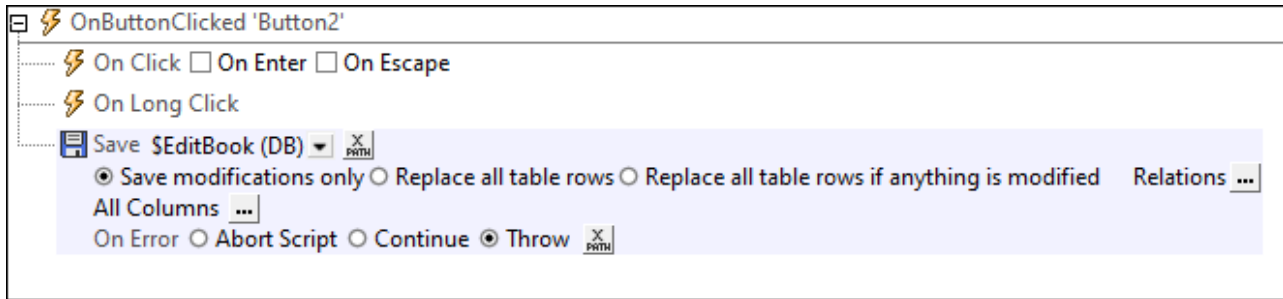 OnButtonClicked 'Button2'
On Click On Enter On Escape
On Long Click
Save $EditBook (DB) X PATH
Save modifications only Replace all table rows Replace all table rows if anything is modified Relations ...
All Columns ...
On Error Abort Script Continue Throw X PATH